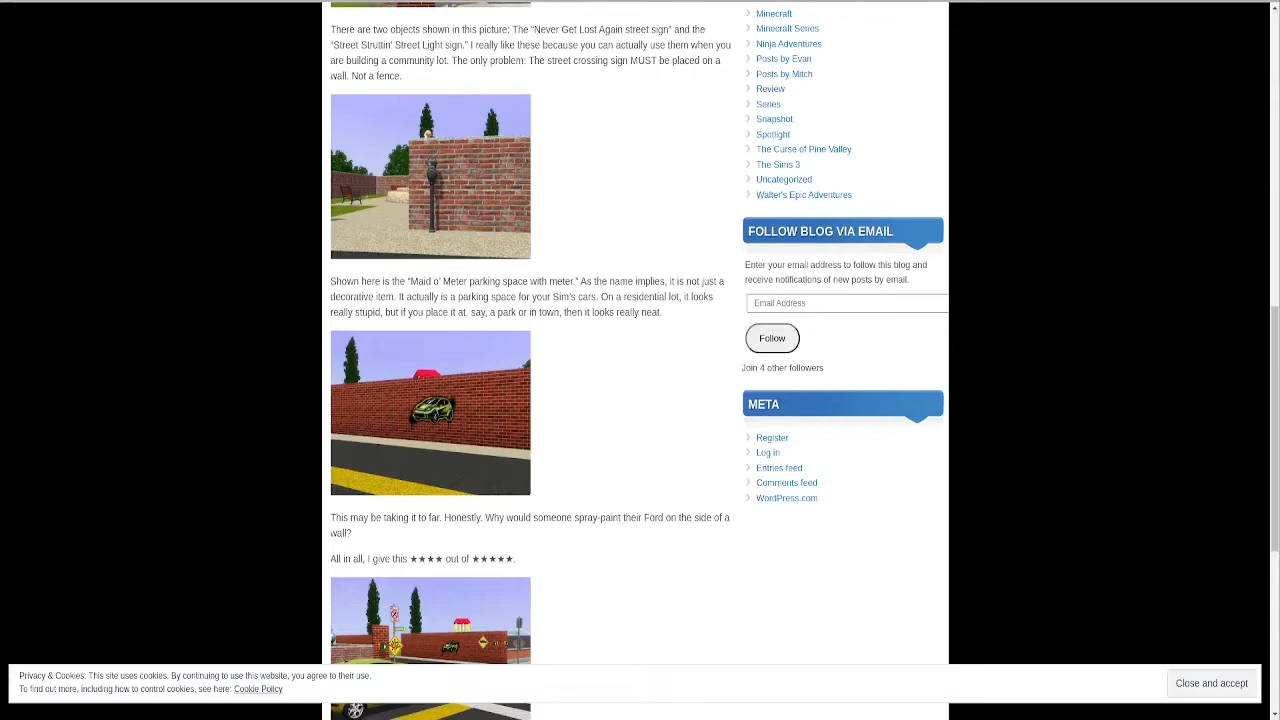 There are two objects shown in this picture: The “Never Get Lost Again street sign” and the
“Street Struttin’ Street Light sign.” I really like these because you can actually use them when you
are building a community lot. The only problem: The street crossing sign MUST be placed on a
wall. Not a fence.
Shown here is the “Maid o’ Meter parking space with meter.” As the name implies, it is not just a
decorative item. It actually is a parking space for your Sim’s cars. On a residential lot, it looks
really stupid, but if you place it at, say, a park or in town, then it looks really neat.
This may be taking it to far. Honestly. Why would someone spray-paint their Ford on the side of a
wall?
All in all, I give this ★★★★ out of ★★★★★.
Minecraft
Minecraft Series
Ninja Adventures
Posts by Evan
Posts by Mitch
Review
Series
Snapshot
Spotlight
The Curse of Pine Valley
The Sims 3
Uncategorized
Walter's Epic Adventures
FOLLOW BLOG VIA EMAIL
Enter your email address to follow this blog and
receive notifications of new posts by email.
Email Address
Follow
Join 4 other followers
META
Register
Log in
Entries feed
Comments feed
WordPress.com
Privacy & Cookies: This site uses cookies. By continuing to use this website, you agree to their use.
To find out more, including how to control cookies, see here: Cookie Policy
Close and accept